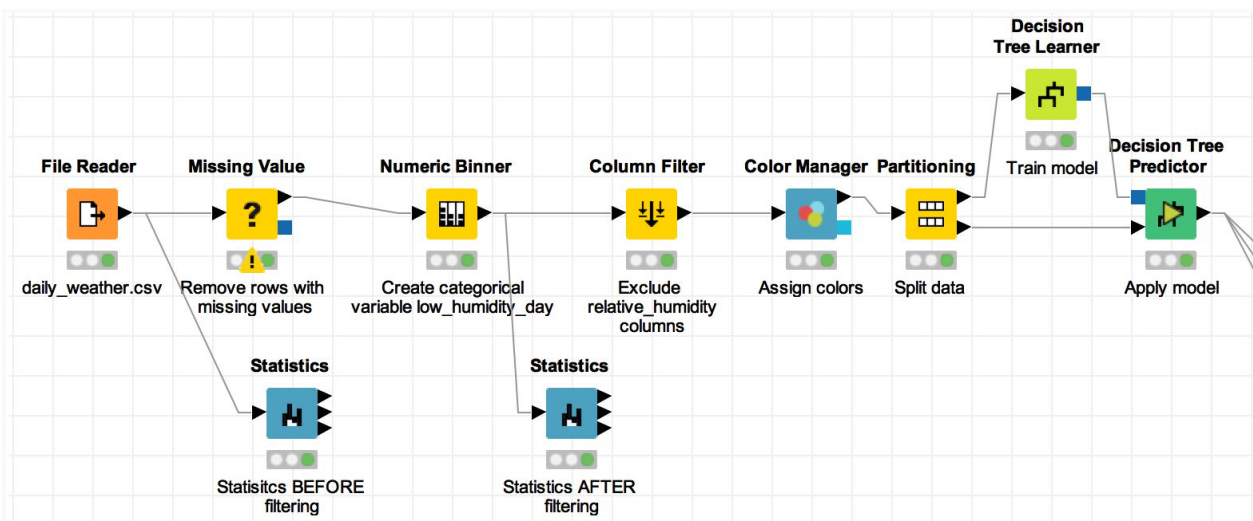 Decision
Tree Learner
Train model
File Reader
daily_weather.csv
Missing Value
?
Remove rows with
missing values
Numeric Binner
Create categorical
variable low_humidity_day
Column Filter
Exclude
relative_humidity
columns
Color Manager
Assign colors
Partitioning
Split data
Decision Tree
Predictor
Apply model
Statistics
Statisitcs BEFORE
filtering
Statistics
Statistics AFTER
filtering